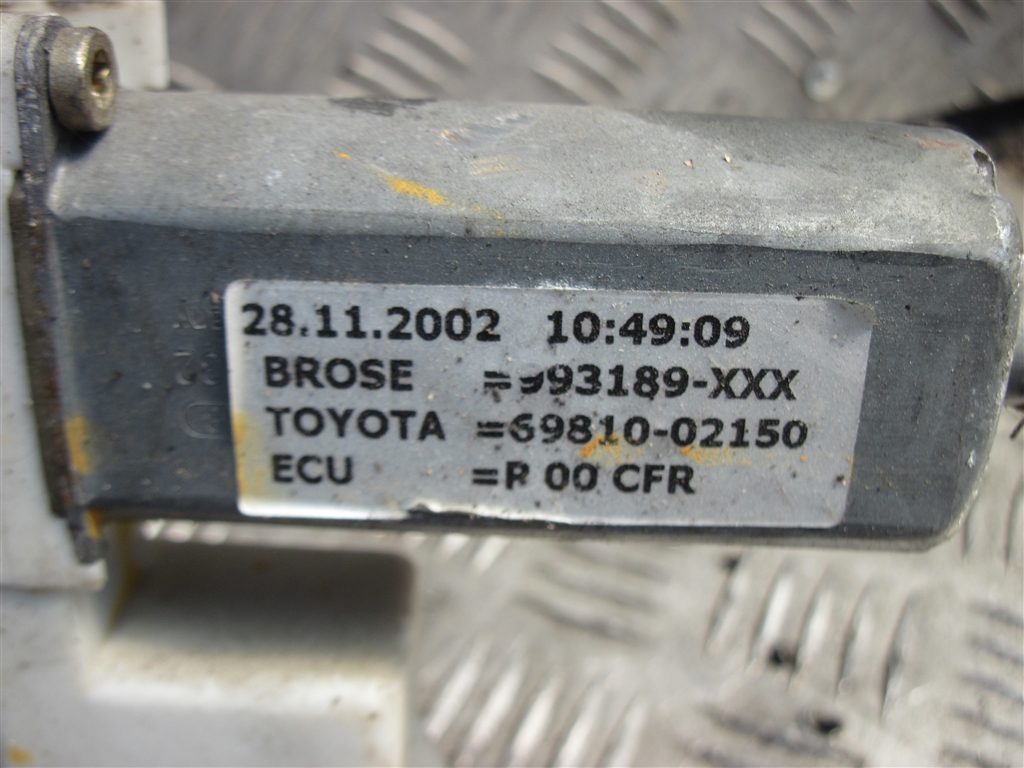 28.11.2002 10:49:09
BROSE =993189-XXX
TOYOTA =69810-02150
ECU =R 00 CFR